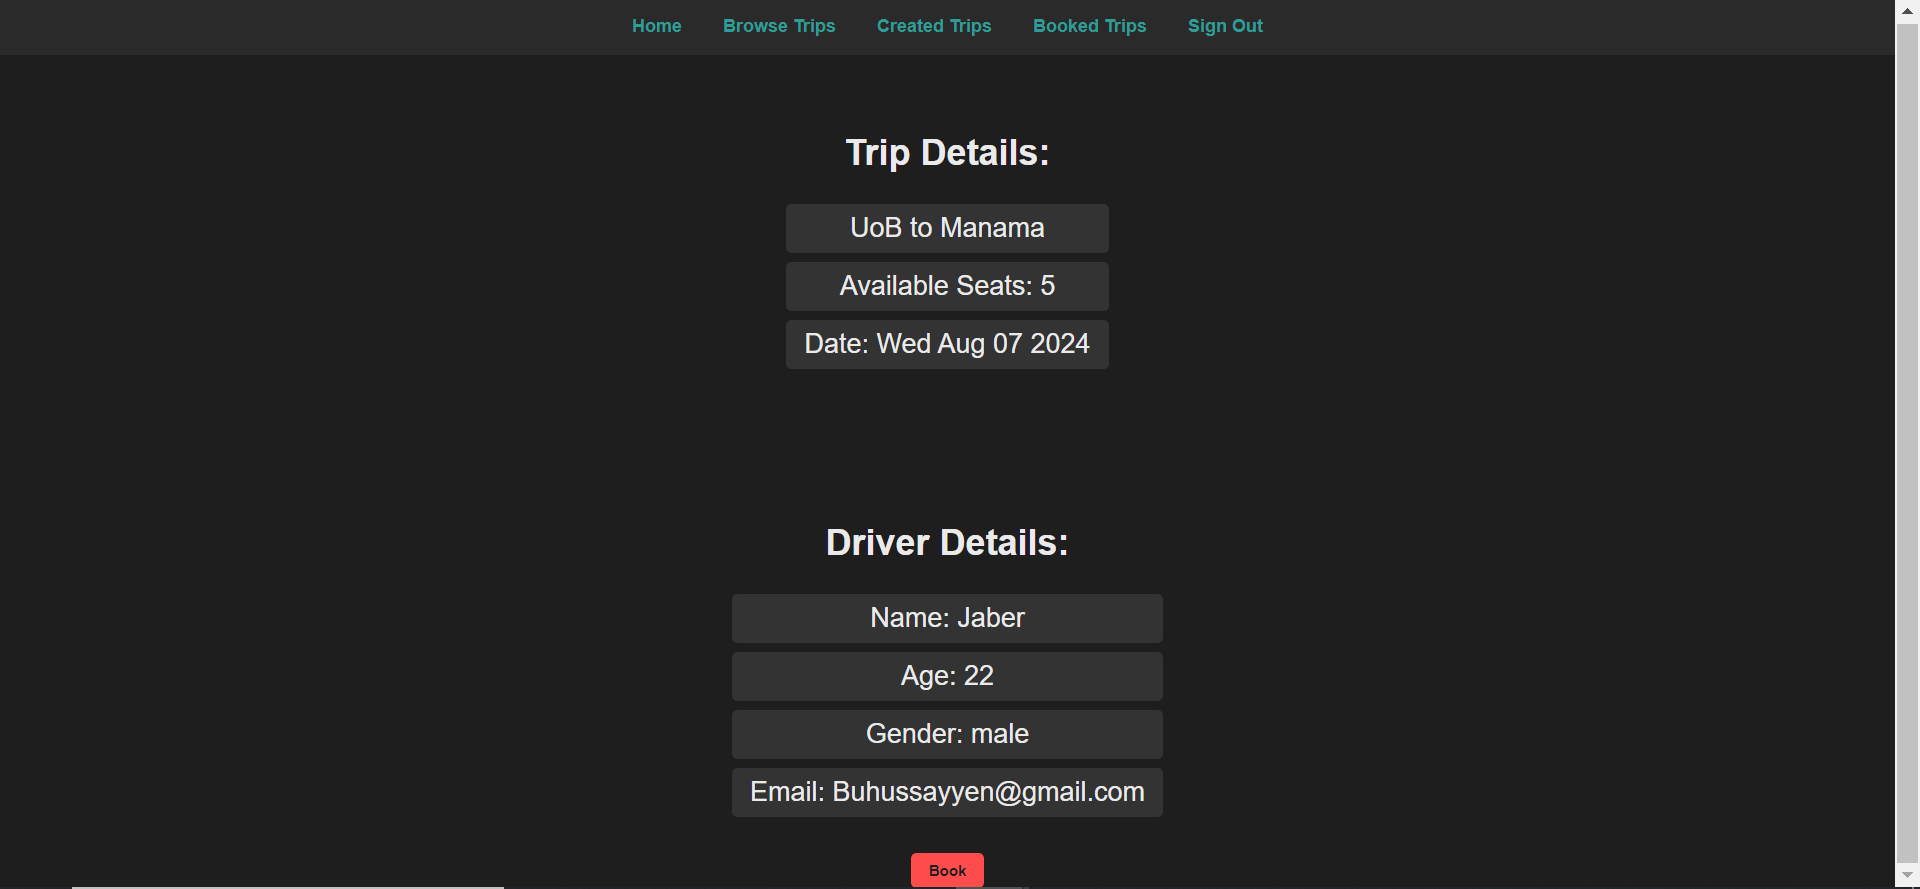 Home Browse Trips Created Trips Booked Trips Sign Out
Trip Details:
UoB to Manama
Available Seats: 5
Date: Wed Aug 07 2024
Driver Details:
Name: Jaber
Age: 22
Gender: male
Email: Buhussayyen@gmail.com
Book